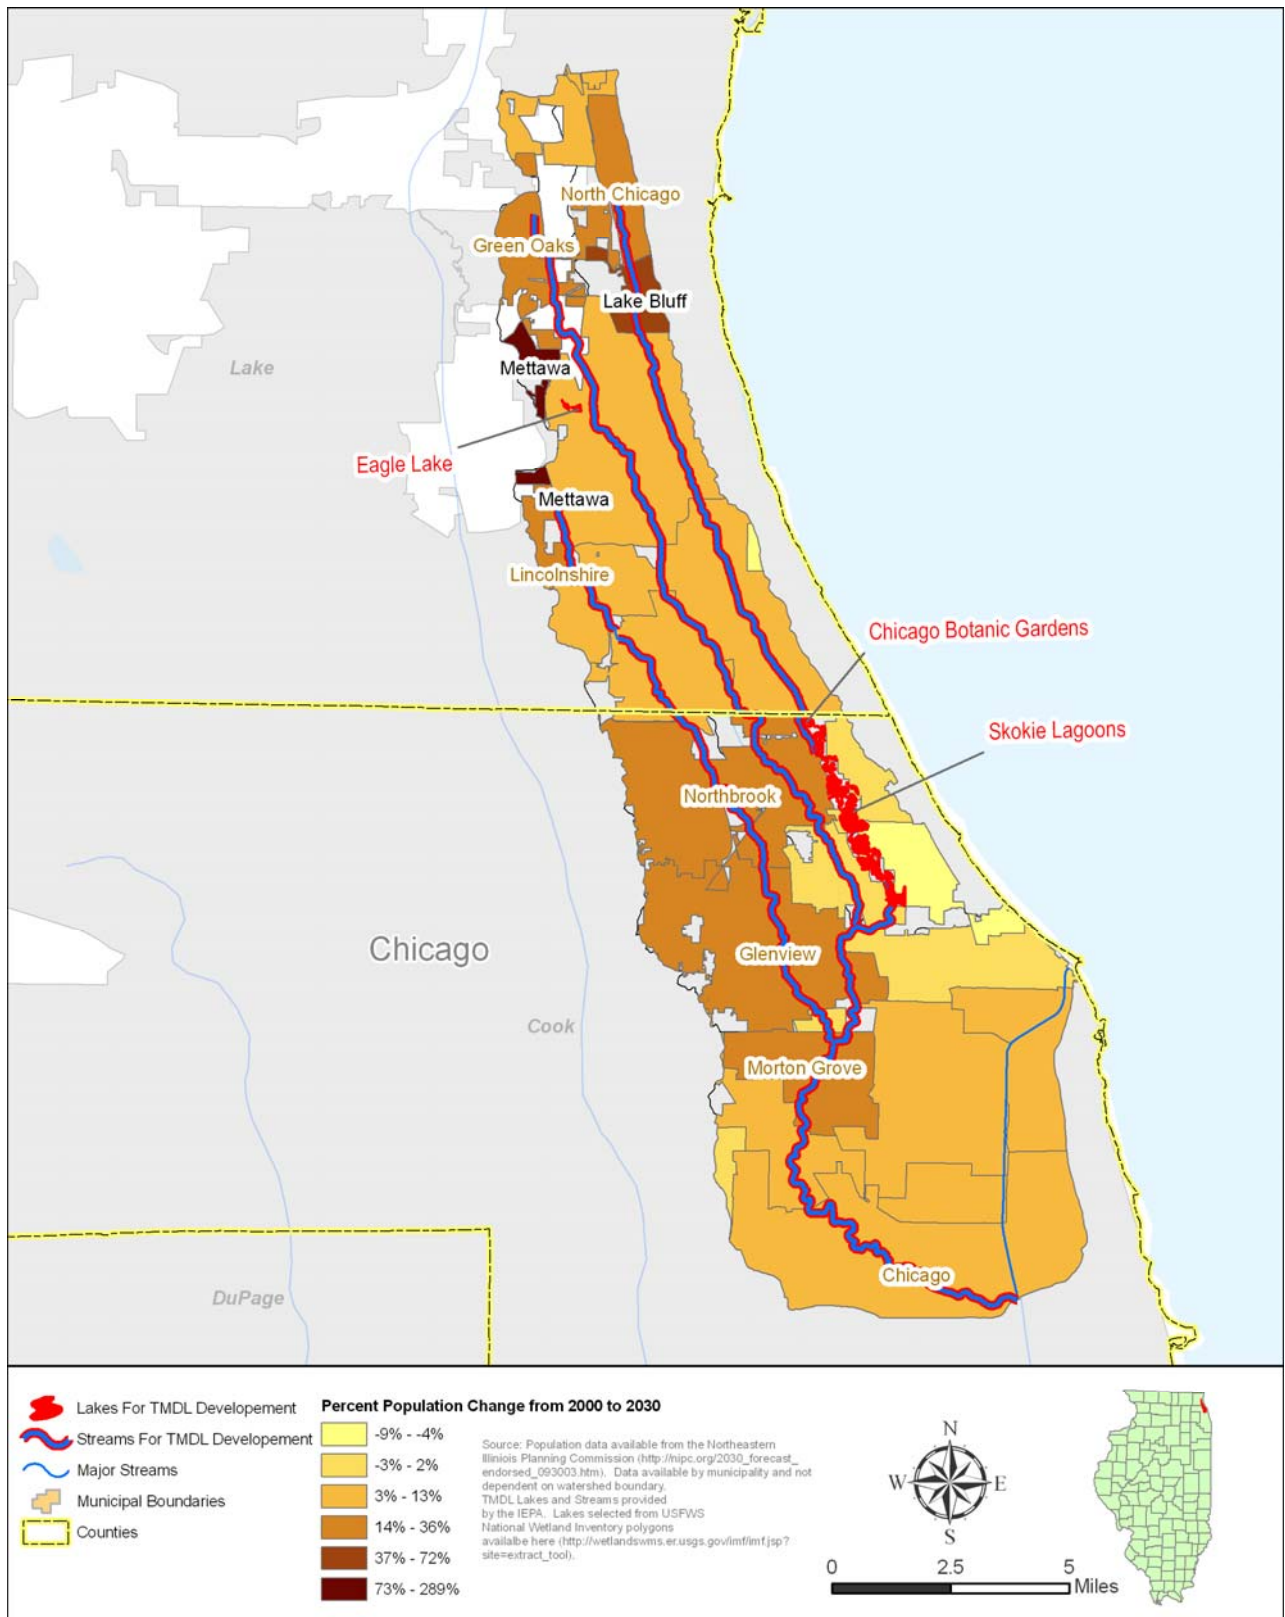 North Chicago
Green Oaks
Lake Bluff
Lake
Mettawa
Eagle Lake
Mettawa
Lincolnshire
Chicago Botanic Gardens
Skokie Lagoons
Northbrook
Chicago
Glenview
Cook
Morton Grove
Chicago
DuPage
Lakes For TMDL Developement
Streams For TMDL Developement
Major Streams
Municipal Boundaries
Counties
Percent Population Change from 2000 to 2030
-9% - -4%
-3% - 2%
3% - 13%
14% - 36%
37% - 72%
73% - 289%
Source: Population data available from the Northeastern
Illiniois Planning Commission (http://nipc.org/2030_forecast_
endorsed_093003.htm). Data available by municipality and not
dependent on watershed boundary.
TMDL Lakes and Streams provided
by the IEPA. Lakes selected from USFWS
National Wetland Inventory polygons
availalbe here (http://wetlandswms.er.usgs.gov/imf/imf.jsp?
site=extract_tool).
N
W E
S
0 2.5 5
Miles